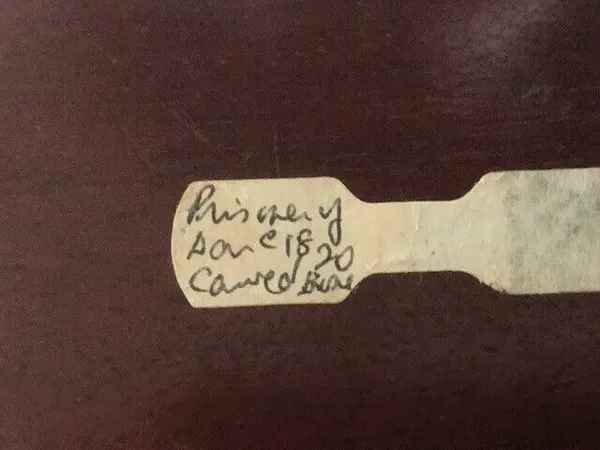 Prisoner of
War c 1820
Carved Bone